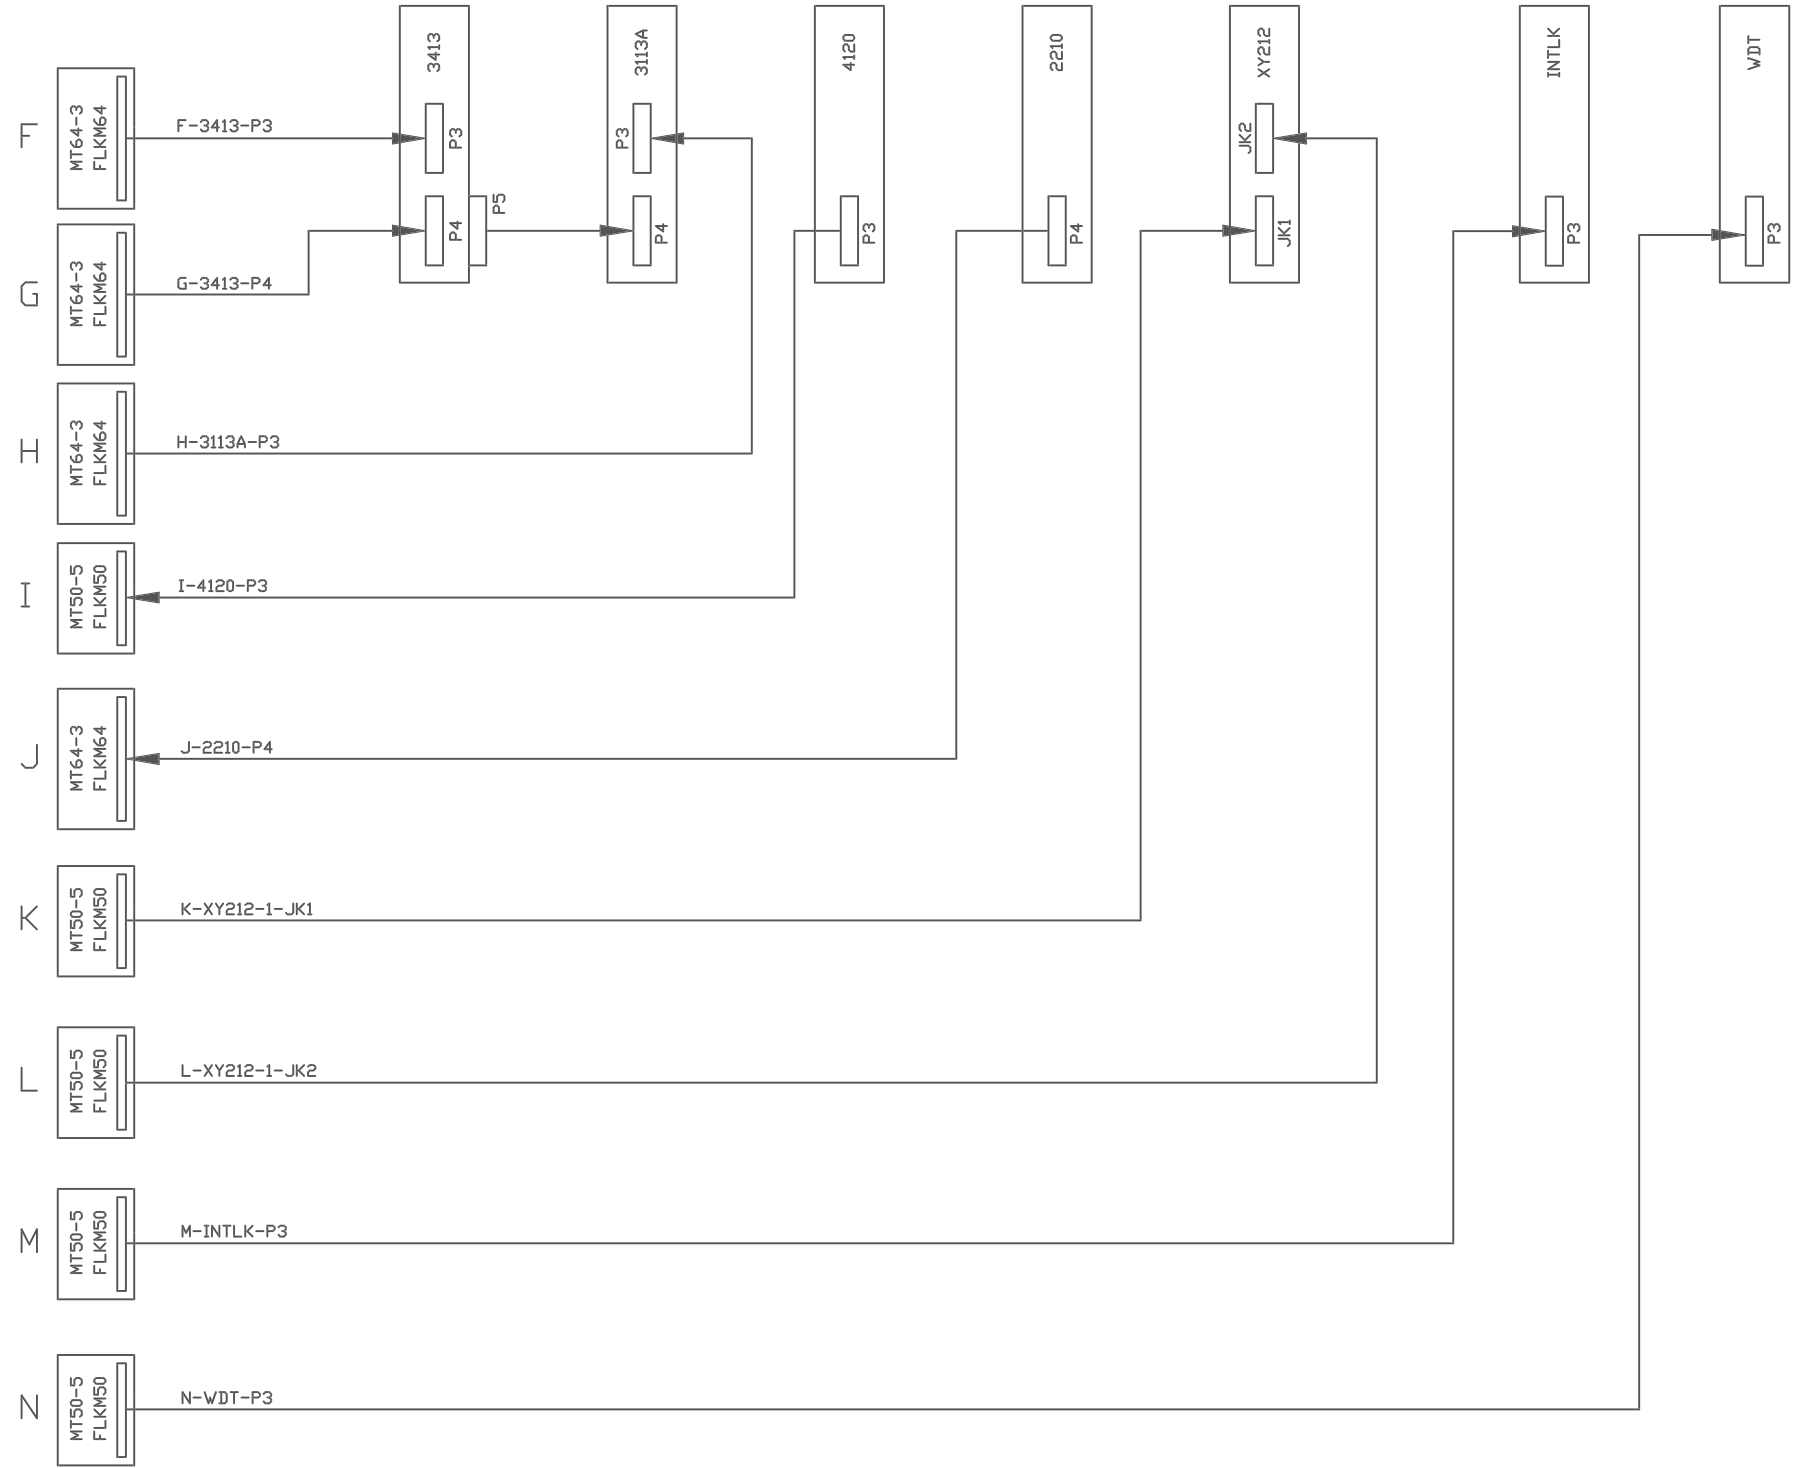 3413
3113A
4120
2210
XY212
INTLK
WDT
F
MT64-3
FLKM64
F-3413-P3
P3
P3
JK2
G
MT64-3
FLKM64
G-3413-P4
P4
P5
P4
P3
P4
JK1
P3
P3
H
MT64-3
FLKM64
H-3113A-P3
I
MT50-5
FLKM50
I-4120-P3
J
MT64-3
FLKM64
J-2210-P4
K
MT50-5
FLKM50
K-XY212-1-JK1
L
MT50-5
FLKM50
L-XY212-1-JK2
M
MT50-5
FLKM50
M-INTLK-P3
N
MT50-5
FLKM50
N-WDT-P3